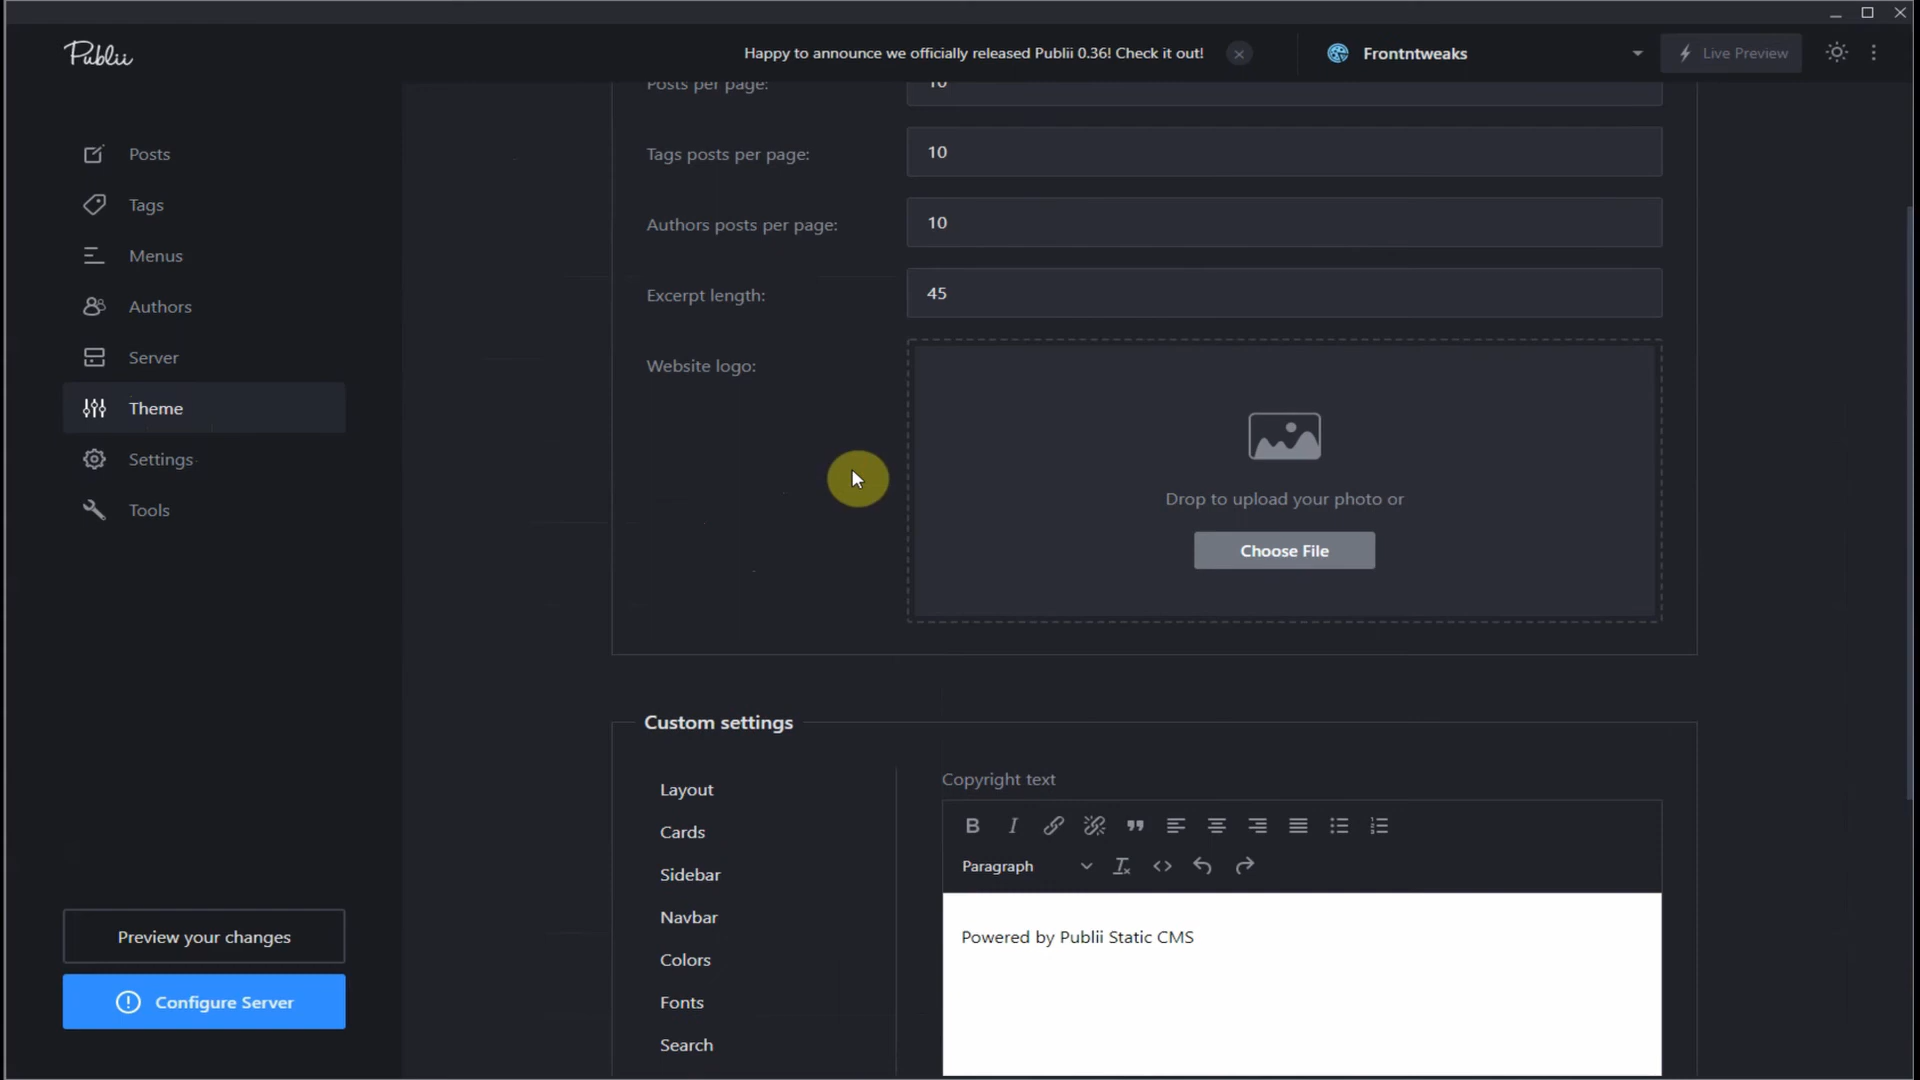 Publii
Happy to announce we officially released Publii 0.36! Check it out!
Frontntweaks
Live Preview
Posts
Tags
Menus
Authors
Server
Theme
Settings
Tools
Preview your changes
Configure Server
Posts per page:
10
Tags posts per page:
10
Authors posts per page:
10
Excerpt length:
45
Website logo:
Drop to upload your photo or
Choose File
Custom settings
Layout
Cards
Sidebar
Navbar
Colors
Fonts
Search
Copyright text
Paragraph
Powered by Publii Static CMS